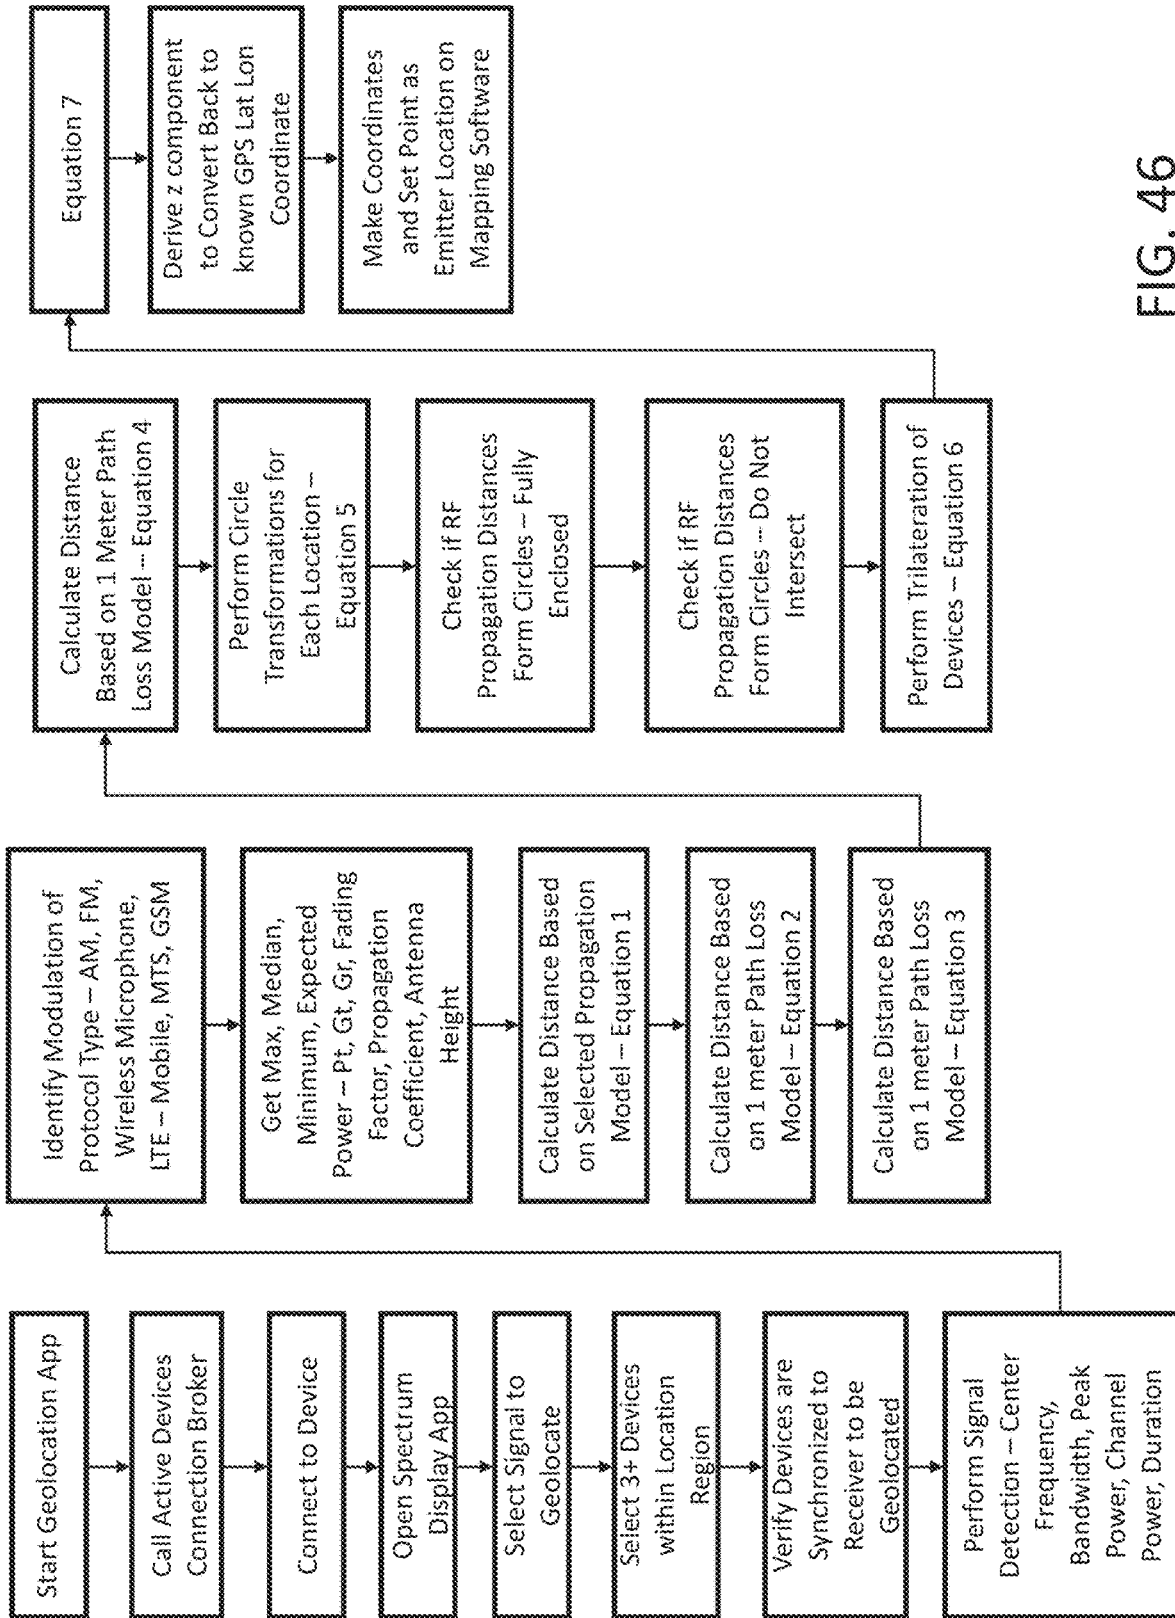 Start Geolocation App
Call Active Devices
Connection Broker
Connect to Device
Open Spectrum
Display App
Select Signal to
Geolocate
Select 3+ Devices
within Location
Region
Verify Devices are
Synchronized to
Receiver to be
Geolocated
Perform Signal
Detection – Center
Frequency,
Bandwidth, Peak
Power, Channel
Power, Duration
Identify Modulation of
Protocol Type – AM, FM,
Wireless Microphone,
LTE – Mobile, MTS, GSM
Get Max, Median,
Minimum, Expected
Power – Pt, Gt, Gr, Fading
Factor, Propagation
Coefficient, Antenna
Height
Calculate Distance Based
on Selected Propagation
Model – Equation 1
Calculate Distance Based
on 1 meter Path Loss
Model – Equation 2
Calculate Distance Based
on 1 meter Path Loss
Model – Equation 3
Calculate Distance
Based on 1 Meter Path
Loss Model – Equation 4
Perform Circle
Transformations for
Each Location –
Equation 5
Check if RF
Propagation Distances
Form Circles – Fully
Enclosed
Check if RF
Propagation Distances
Form Circles – Do Not
Intersect
Perform Trilateration of
Devices – Equation 6
Equation 7
Derive z component
to Convert Back to
known GPS Lat Lon
Coordinate
Make Coordinates
and Set Point as
Emitter Location on
Mapping Software
FIG. 46